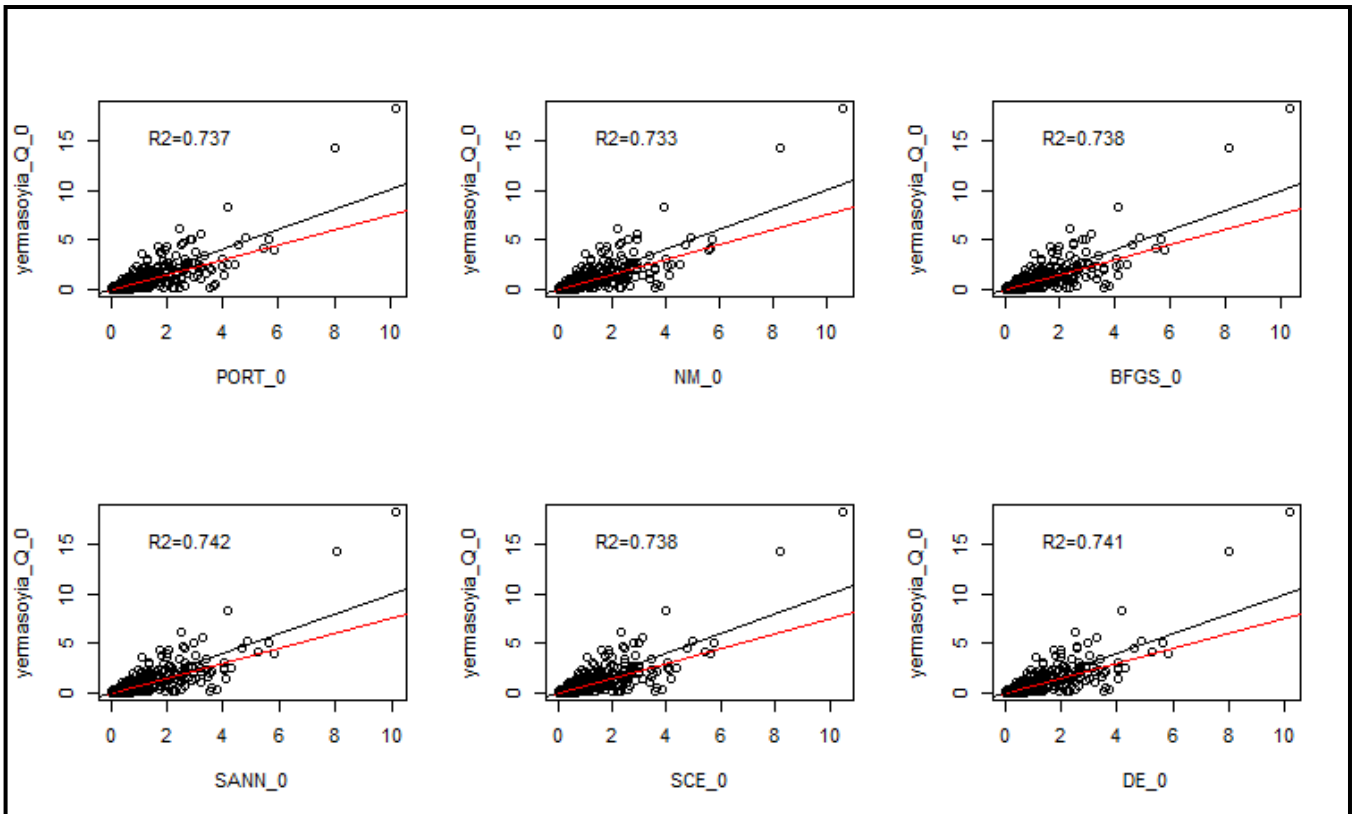 yermasoyia_Q_0
15
10
5
0
R2=0.737
0 2 4 6 8 10
PORT_0
yermasoyia_Q_0
15
10
5
0
R2=0.733
0 2 4 6 8 10
NM_0
yermasoyia_Q_0
15
10
5
0
R2=0.738
0 2 4 6 8 10
BFGS_0
yermasoyia_Q_0
15
10
5
0
R2=0.742
0 2 4 6 8 10
SANN_0
yermasoyia_Q_0
15
10
5
0
R2=0.738
0 2 4 6 8 10
SCE_0
yermasoyia_Q_0
15
10
5
0
R2=0.741
0 2 4 6 8 10
DE_0